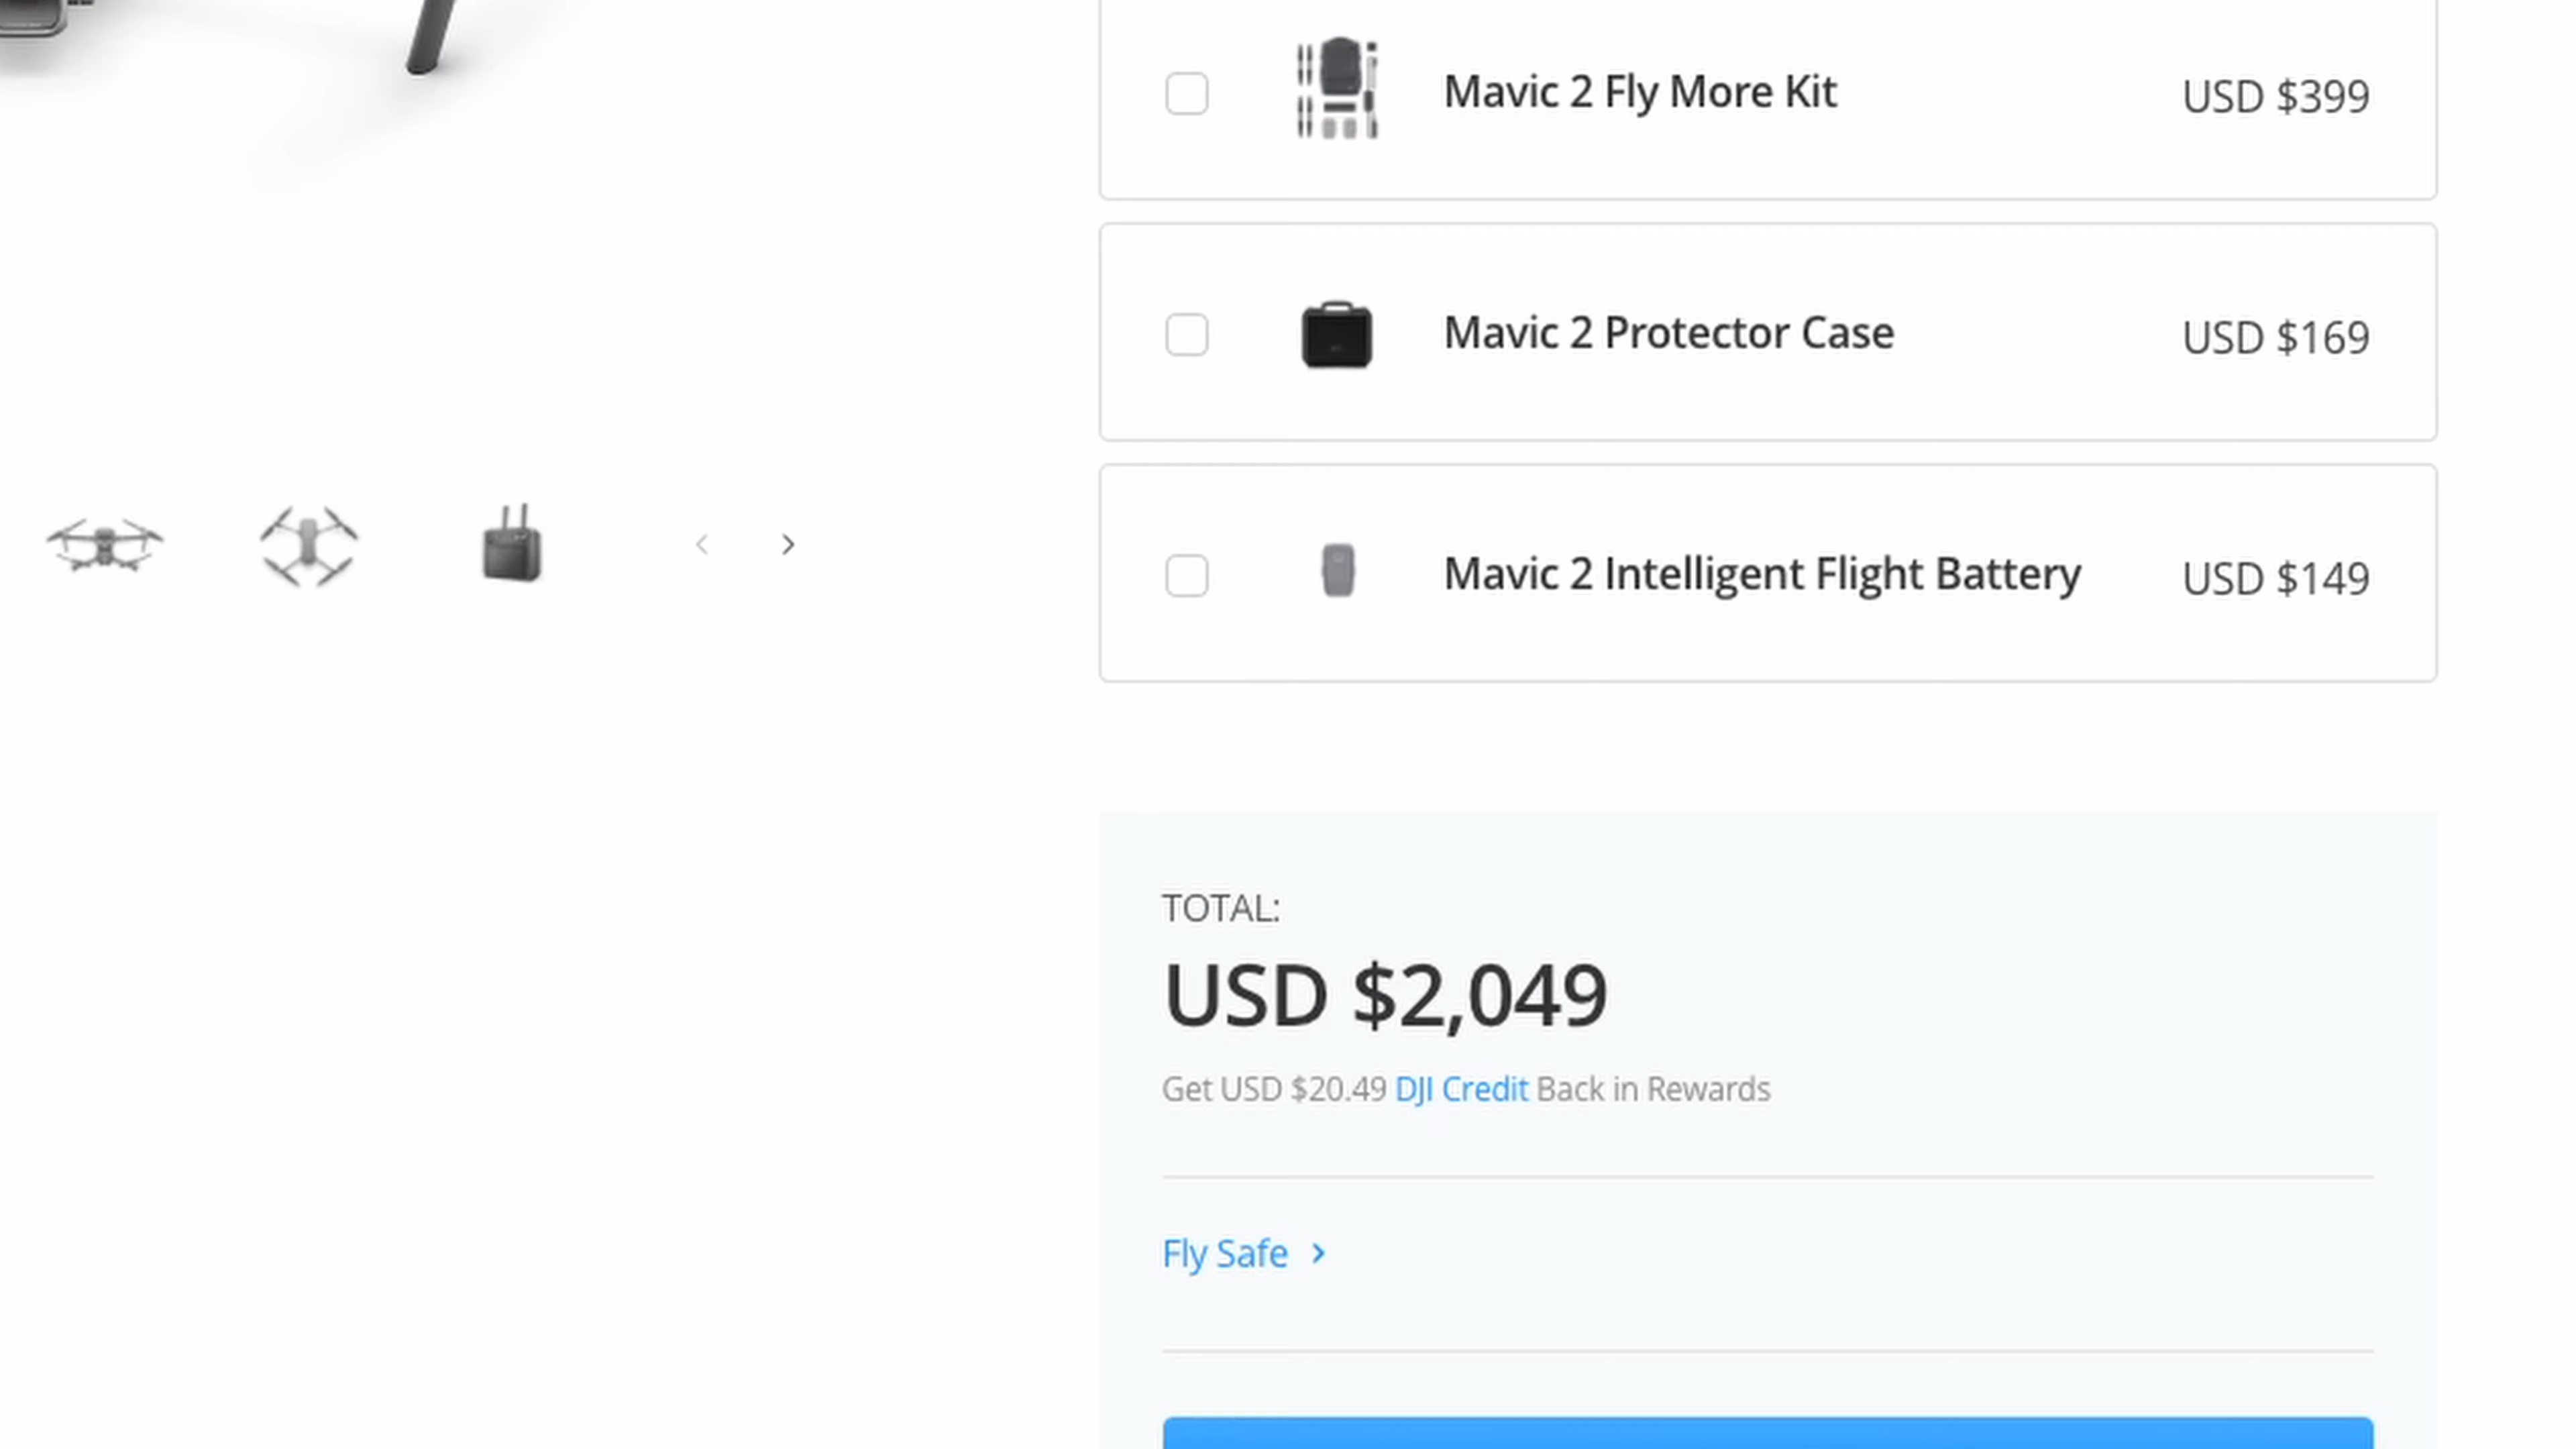 Mavic 2 Fly More Kit USD $399
Mavic 2 Protector Case USD $169
Mavic 2 Intelligent Flight Battery USD $149
TOTAL:
USD $2,049
Get USD $20.49 DJI Credit Back in Rewards
Fly Safe